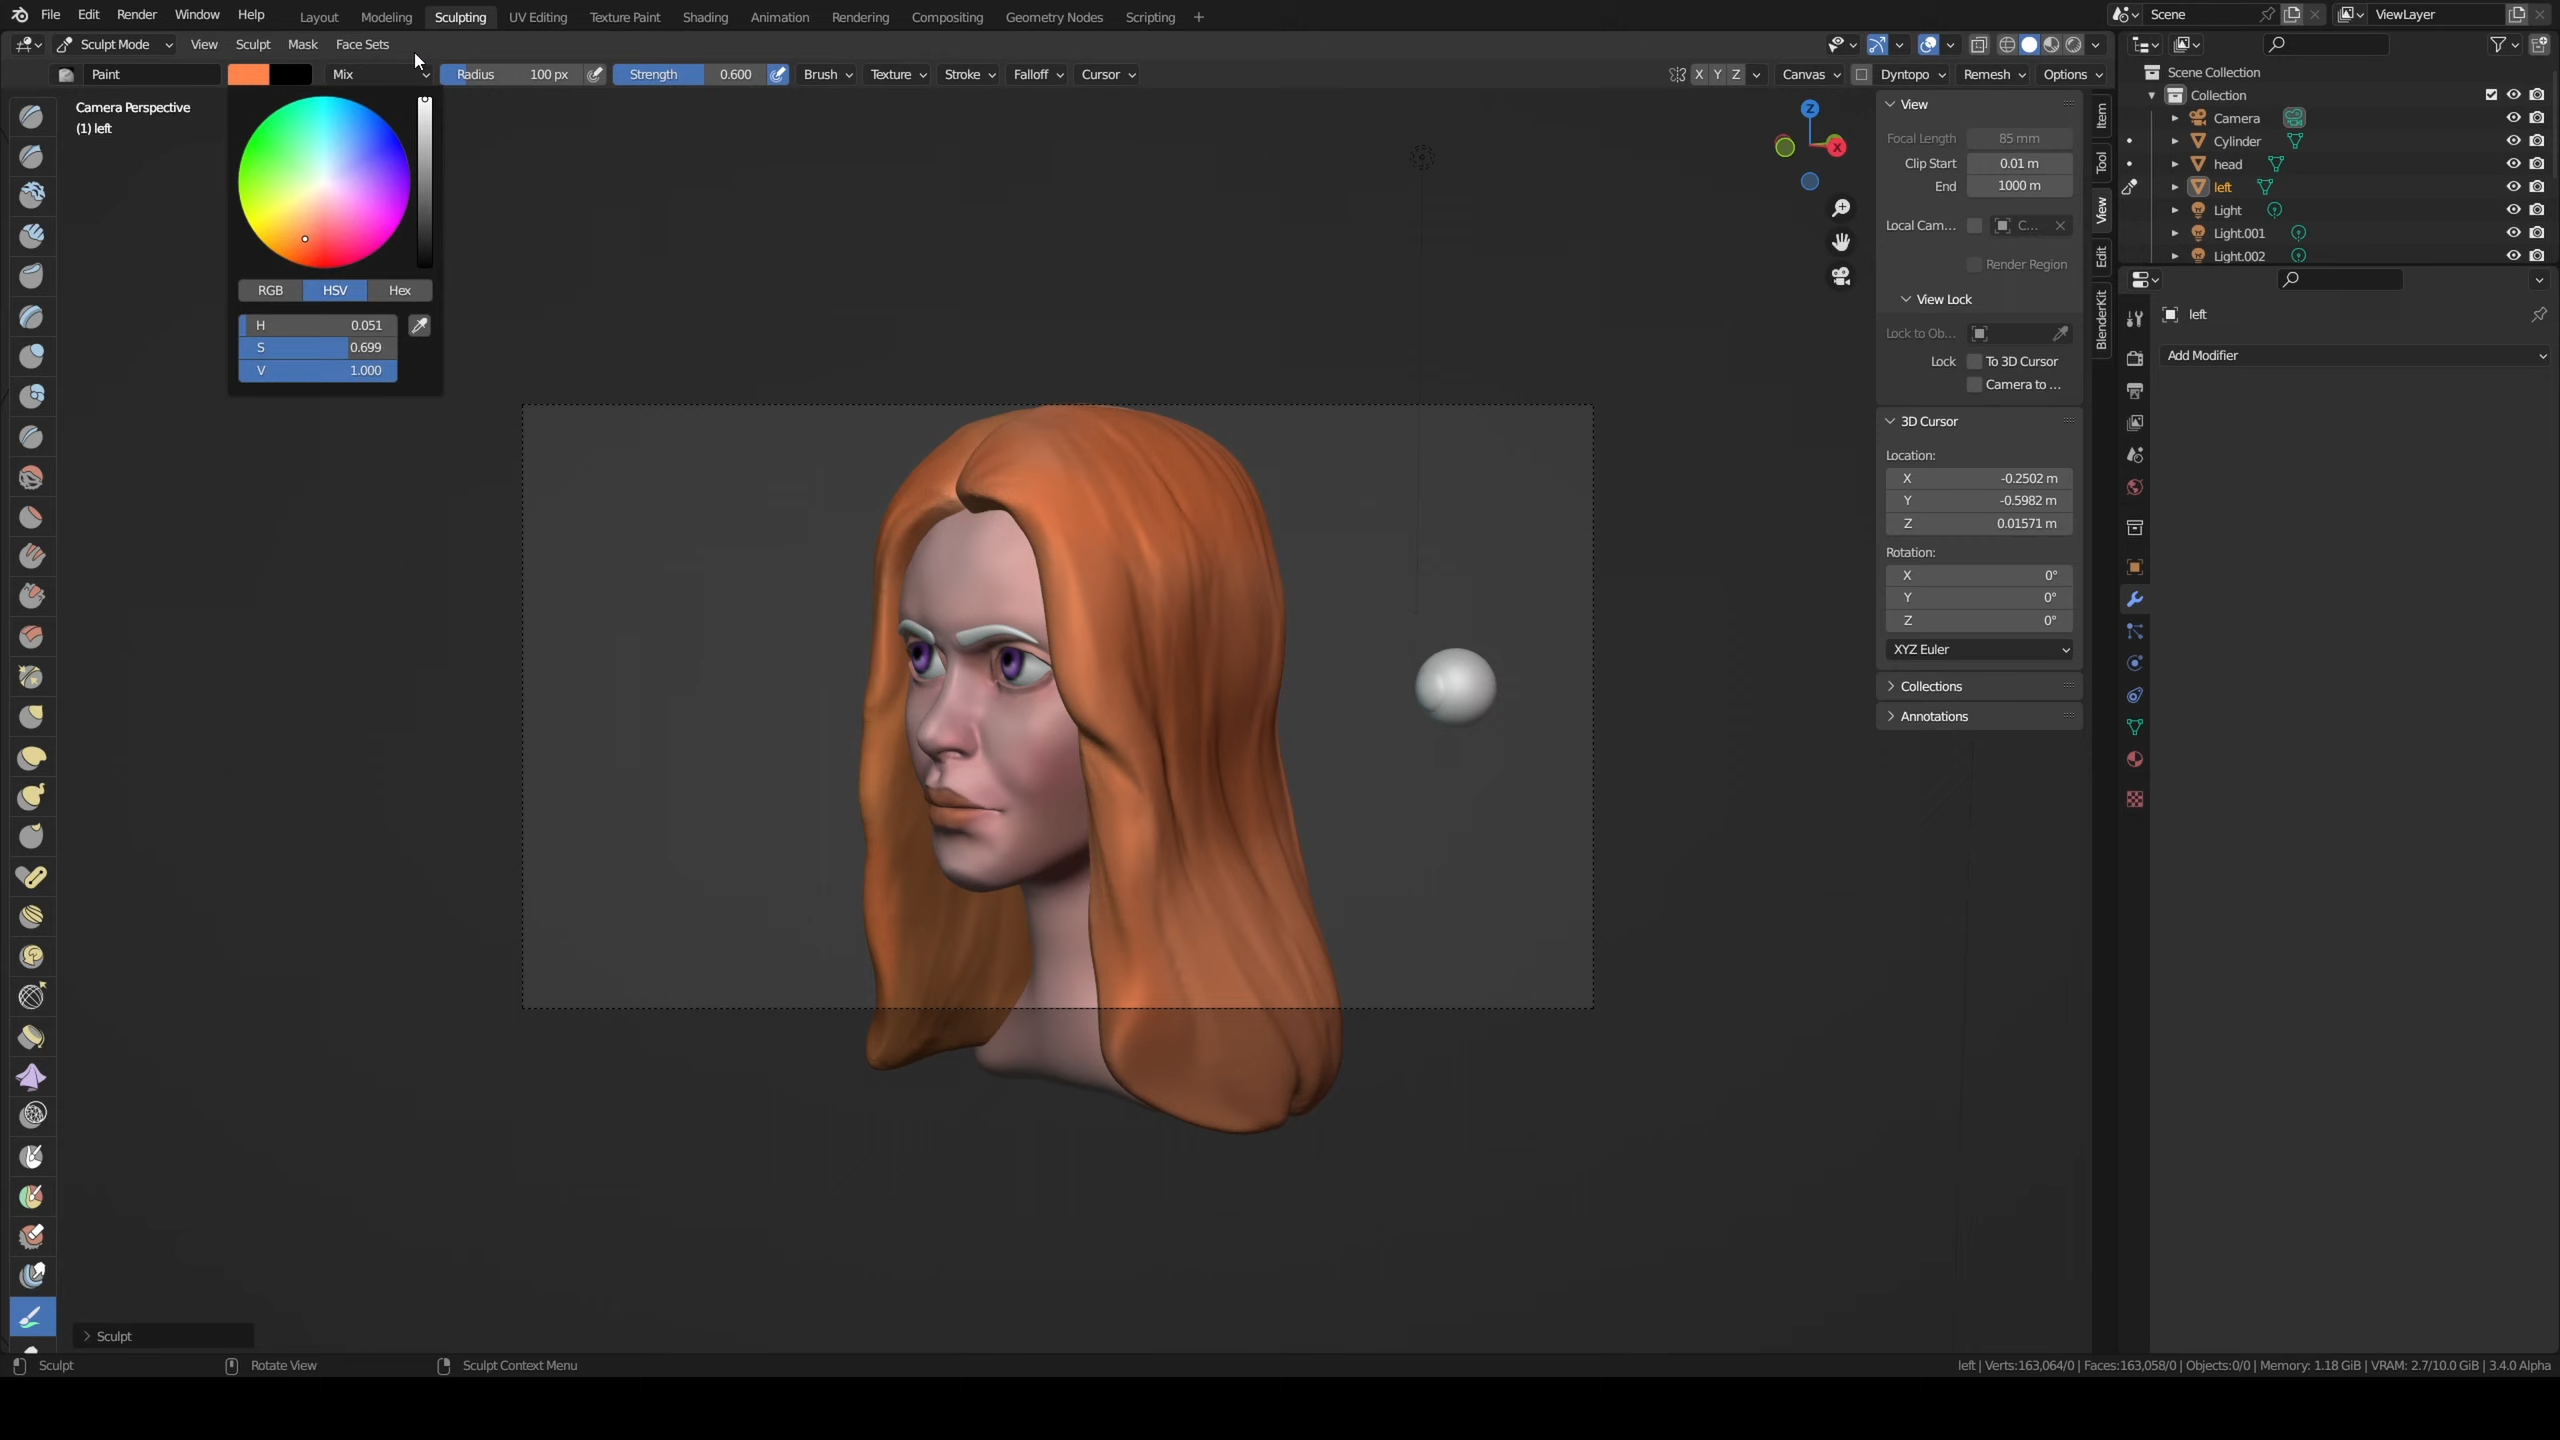 File Edit Render Window Help Layout Modeling Sculpting UV Editing Texture Paint Shading Animation Rendering Compositing Geometry Nodes Scripting + Scene ViewLayer
Sculpt Mode View Sculpt Mask Face Sets
Paint Mix Radius 100 px Strength 0.600 Brush Texture Stroke Falloff Cursor X Y Z Canvas Dyntopo Remesh Options
Camera Perspective
(1) left
RGB HSV Hex
H 0.051
S 0.699
V 1.000
Z
X
View
Focal Length 85 mm
Clip Start 0.01 m
End 1000 m
Local Cam... C...
Render Region
View Lock
Lock to Ob...
Lock To 3D Cursor
Camera to ...
3D Cursor
Location:
X -0.2502 m
Y -0.5982 m
Z 0.01571 m
Rotation:
X 0°
Y 0°
Z 0°
XYZ Euler
Collections
Annotations
Item
Tool
View
Edit
BlenderKit
Scene Collection
Collection
Camera
Cylinder
head
left
Light
Light.001
Light.002
left
Add Modifier
Sculpt
Sculpt Rotate View Sculpt Context Menu left | Verts:163,064/0 | Faces:163,058/0 | Objects:0/0 | Memory: 1.18 GiB | VRAM: 2.7/10.0 GiB | 3.4.0 Alpha